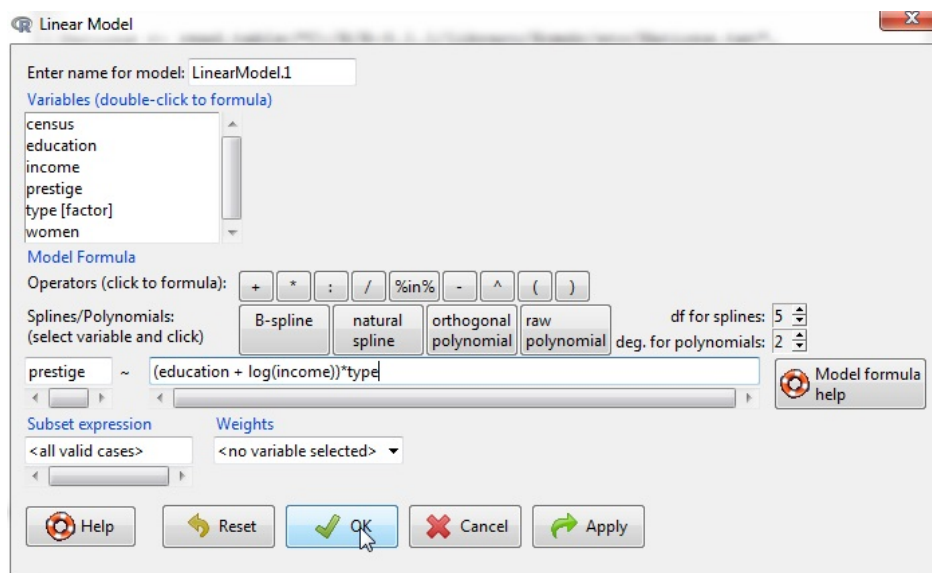 Linear Model
X
Enter name for model: LinearModel.1
Variables (double-click to formula)
census
education
income
prestige
type [factor]
women
Model Formula
Operators (click to formula): + * : / %in% - ^ ( )
Splines/Polynomials:
(select variable and click)
B-spline
natural
spline
orthogonal
polynomial
raw
polynomial
df for splines: 5
deg. for polynomials: 2
prestige ~ (education + log(income))*type
Model formula
help
Subset expression Weights
<all valid cases> <no variable selected>
Help Reset OK Cancel Apply